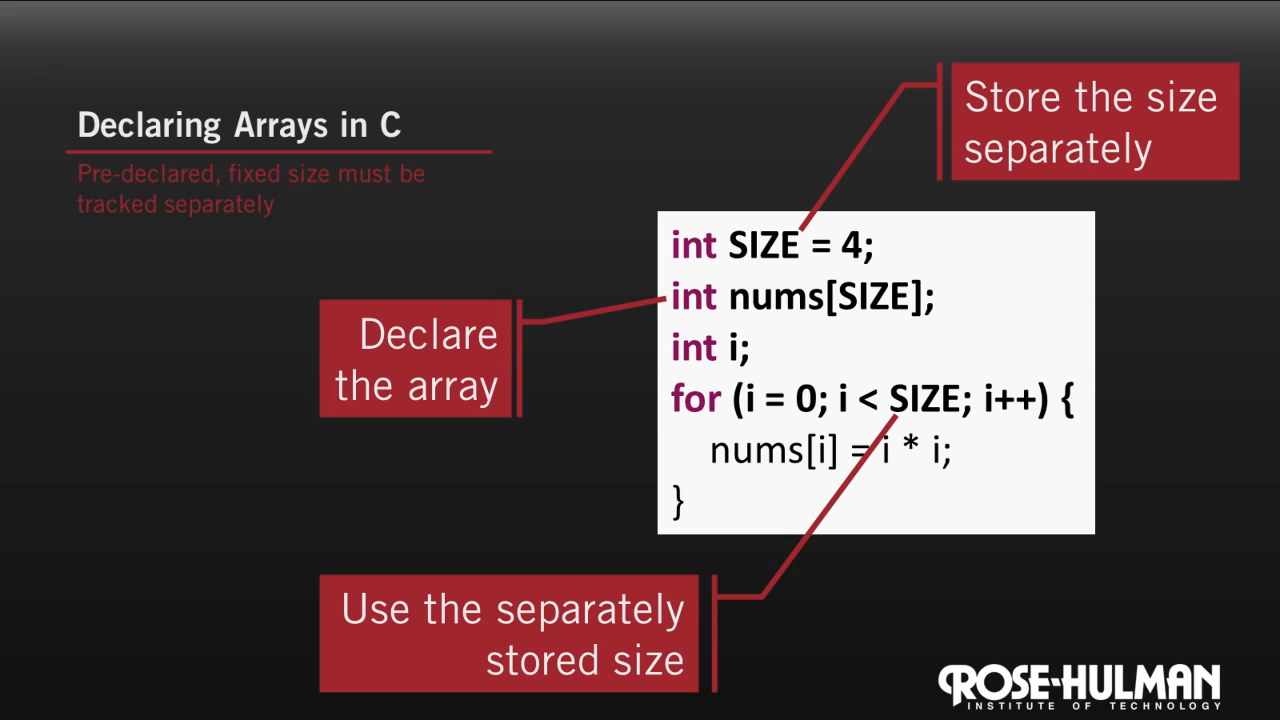 Declaring Arrays in C
Pre-declared, fixed size must be
tracked separately
Store the size
separately
Declare
the array
int SIZE = 4;
int nums[SIZE];
int i;
for (i = 0; i < SIZE; i++) {
nums[i] = i * i;
}
Use the separately
stored size
ROSE-HULMAN
INSTITUTE OF TECHNOLOGY